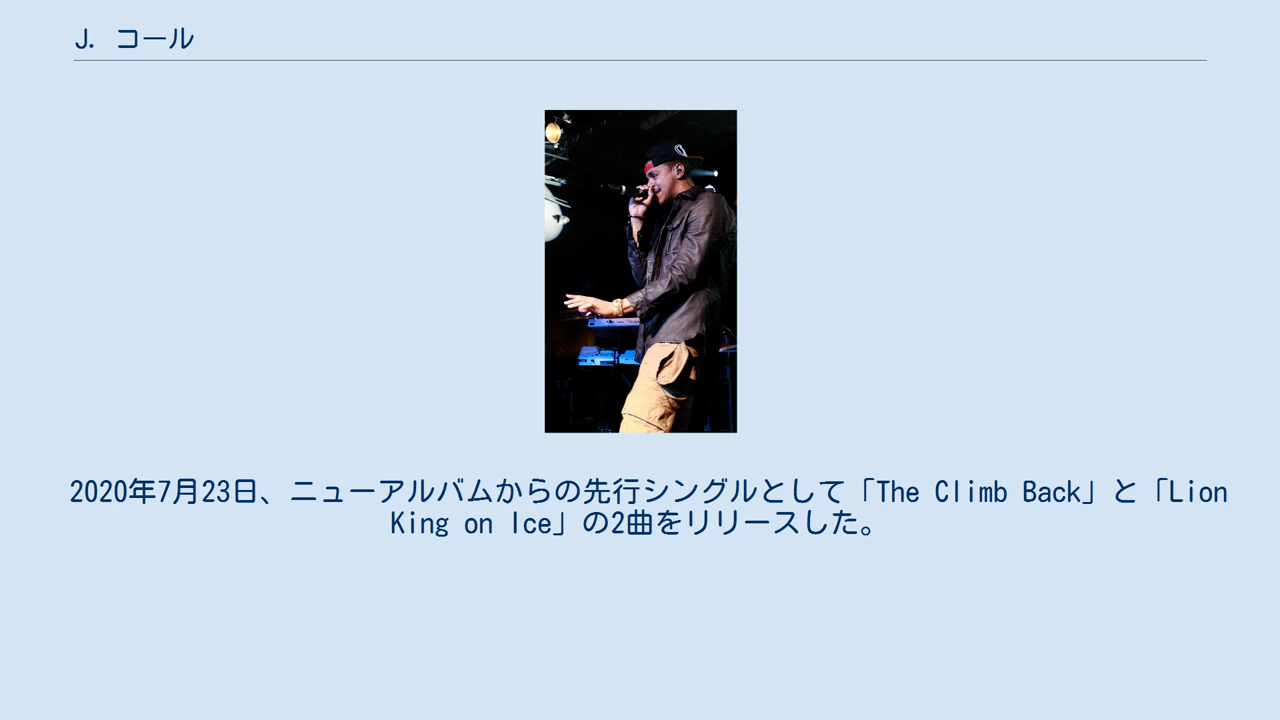 J. コール
2020年7月23日、ニューアルバムからの先行シングルとして「The Climb Back」と「Lion
King on Ice」の2曲をリリースした。